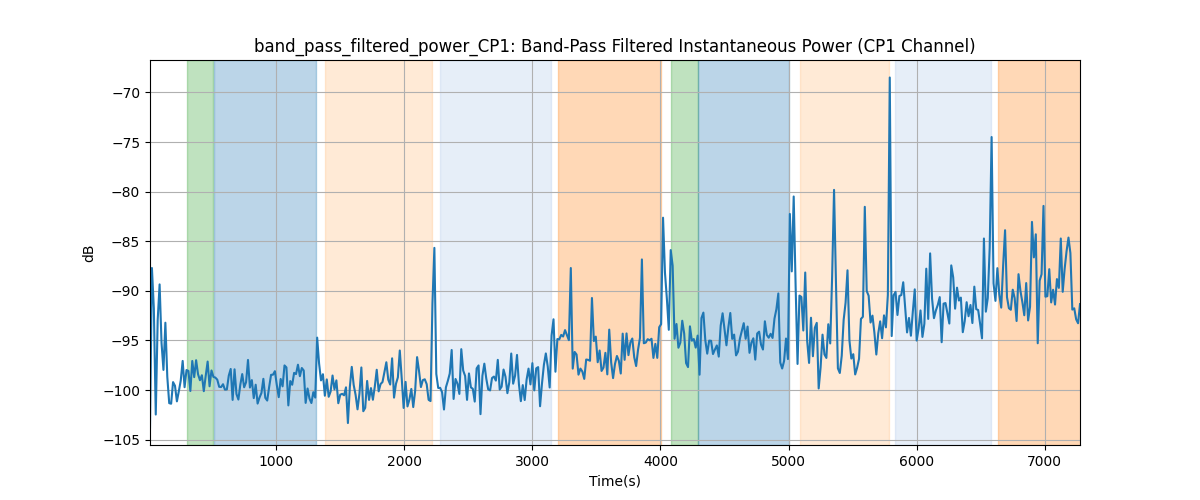 band_pass_filtered_power_CP1: Band-Pass Filtered Instantaneous Power (CP1 Channel)
dB
−70
−75
−80
−85
−90
−95
−100
−105
1000 2000 3000 4000 5000 6000 7000
Time(s)